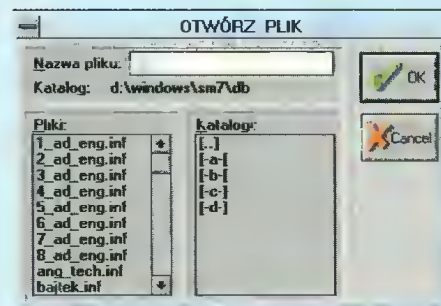 OTWÓRZ PLIK
Nazwa pliku:
Katalog: d:\windows\sm7\db
OK
Cancel
Pliki:
1_ad_eng.inf
2_ad_eng.inf
3_ad_eng.inf
4_ad_eng.inf
5_ad_eng.inf
6_ad_eng.inf
7_ad_eng.inf
8_ad_eng.inf
ang_tech.inf
bajtek.inf
Katalogi:
[..]
[-a-[
[-b-[
[-c-]
[-d-]